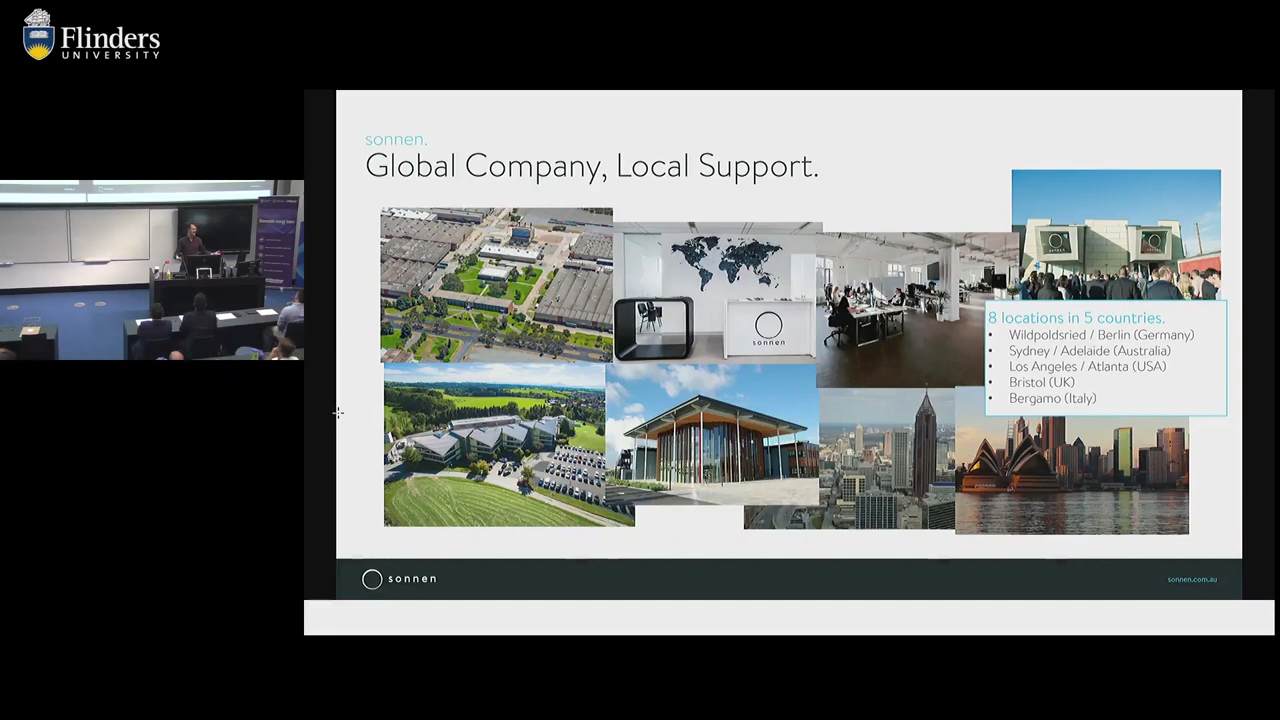 Flinders
UNIVERSITY
sonnen.
Global Company, Local Support.
sonnen
8 locations in 5 countries.
• Wildpoldsried / Berlin (Germany)
• Sydney / Adelaide (Australia)
• Los Angeles / Atlanta (USA)
• Bristol (UK)
• Bergamo (Italy)
sonnen
sonnen.com.au